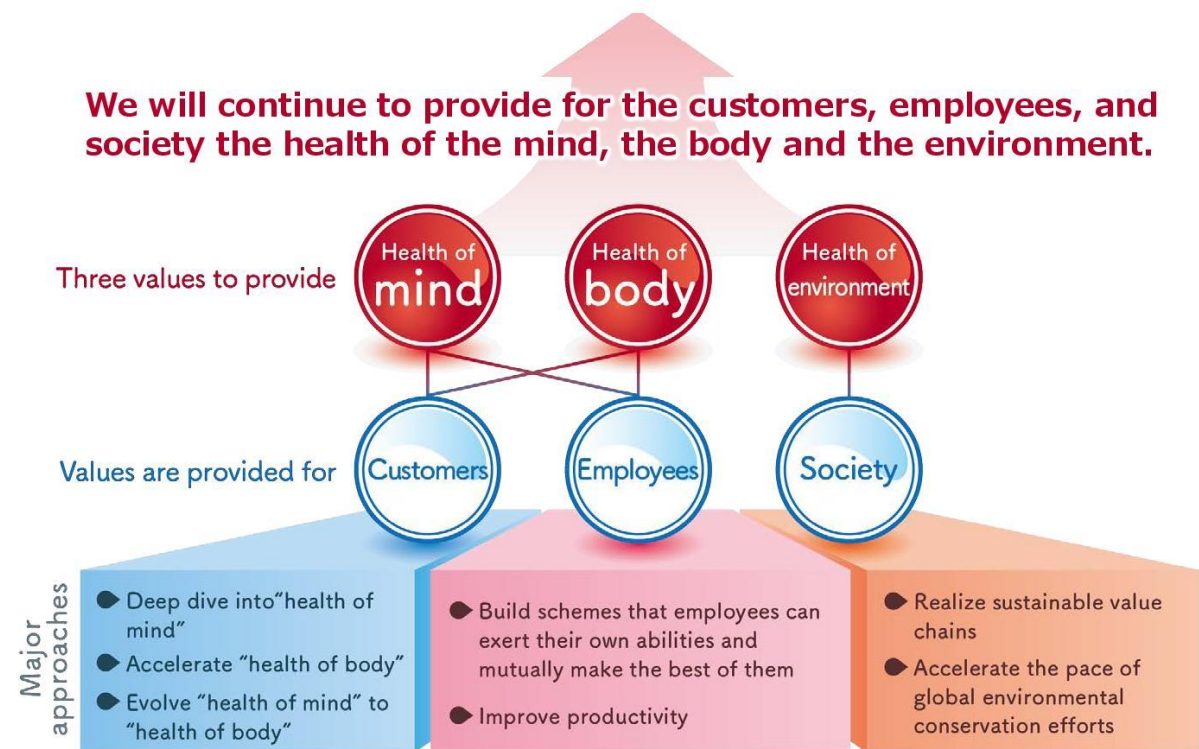 We will continue to provide for the customers, employees, and
society the health of the mind, the body and the environment.
Three values to provide
Health of
mind
Health of
body
Health of
environment
Values are provided for
Customers
Employees
Society
Major
approaches
Deep dive into“health of
mind”
Accelerate “health of body”
Evolve “health of mind” to
“health of body”
Build schemes that employees can
exert their own abilities and
mutually make the best of them
Improve productivity
Realize sustainable value
chains
Accelerate the pace of
global environmental
conservation efforts